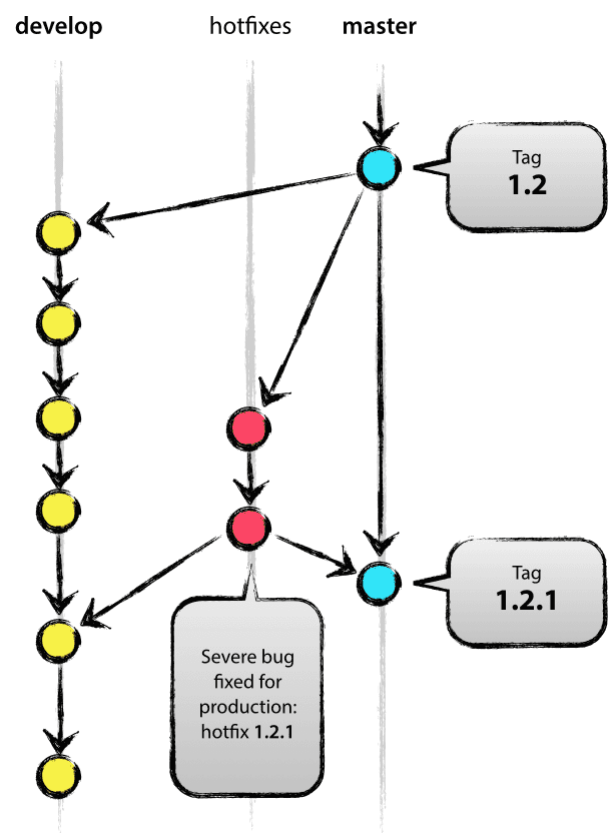 develop
hotfixes
master
Tag
1.2
Tag
1.2.1
Severe bug
fixed for
production:
hotfix 1.2.1